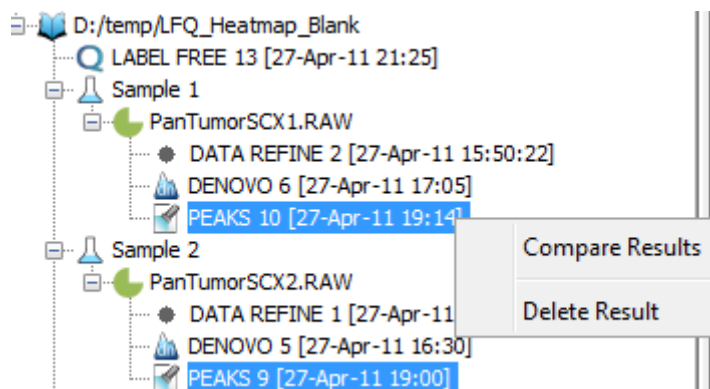 D:/temp/LFQ_Heatmap_Blank
LABEL FREE 13 [27-Apr-11 21:25]
Sample 1
PanTumorSCX1.RAW
DATA REFINE 2 [27-Apr-11 15:50:22]
DENOVO 6 [27-Apr-11 17:05]
PEAKS 10 [27-Apr-11 19:14]
Compare Results
Delete Result
Sample 2
PanTumorSCX2.RAW
DATA REFINE 1 [27-Apr-11
DENOVO 5 [27-Apr-11 16:30]
PEAKS 9 [27-Apr-11 19:00]